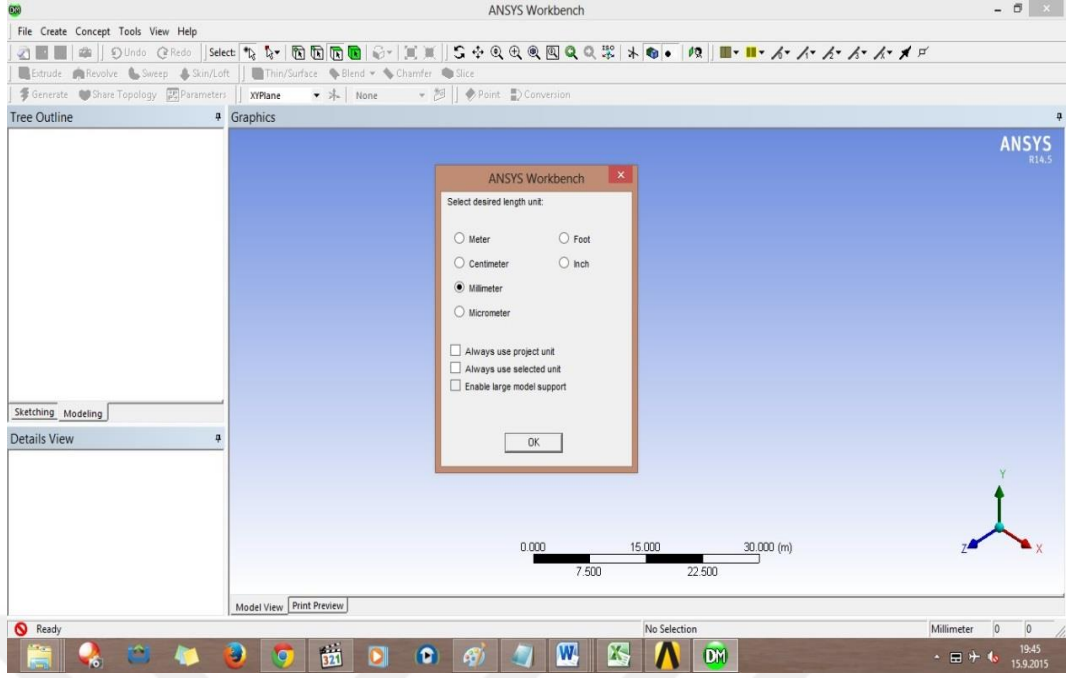 DM
ANSYS Workbench
File Create Concept Tools View Help
Undo Redo Select:
Extrude Revolve Sweep Skin/Loft Thin/Surface Blend Chamfer Slice
Generate Share Topology Parameters XYPlane None Point Conversion
Tree Outline
Graphics
ANSYS
R14.5
ANSYS Workbench
Select desired length unit:
Meter Foot
Centimeter Inch
Millimeter
Micrometer
Always use project unit
Always use selected unit
Enable large model support
OK
Sketching Modeling
Details View
Y
Z X
0.000 15.000 30.000 (m)
7.500 22.500
Model View Print Preview
Ready No Selection Millimeter 0 0
321 W X DM
19:45
15.9.2015